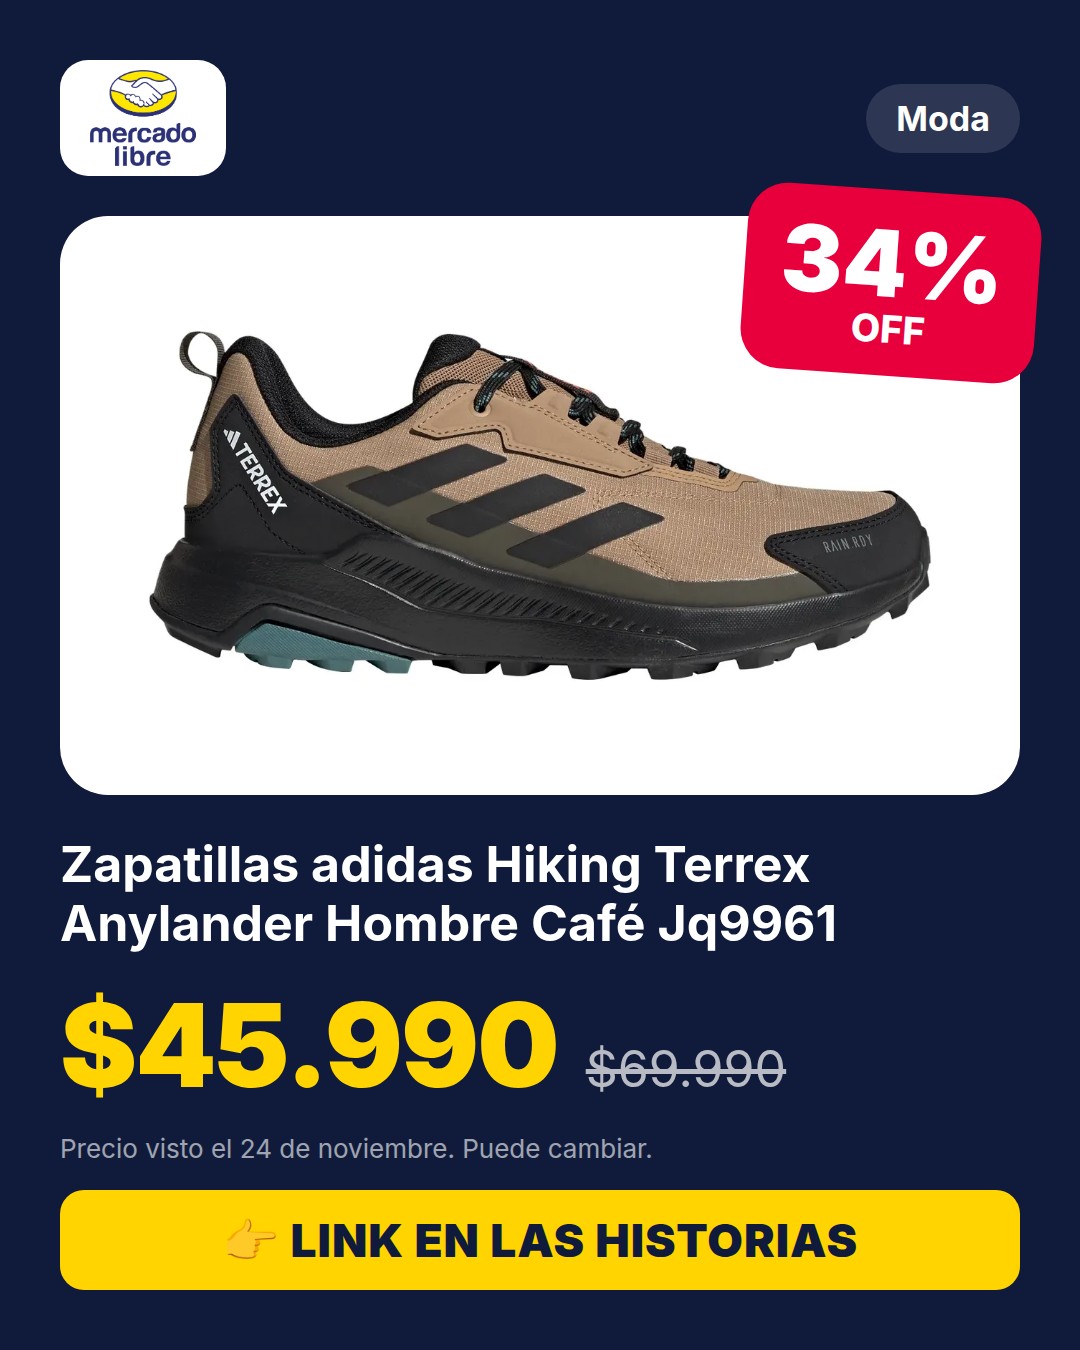 mercado
libre
Moda
34%
OFF
TERREX
RAIN.RDY
Zapatillas adidas Hiking Terrex
Anylander Hombre Café Jq9961
$45.990 $69.990
Precio visto el 24 de noviembre. Puede cambiar.
👉 LINK EN LAS HISTORIAS